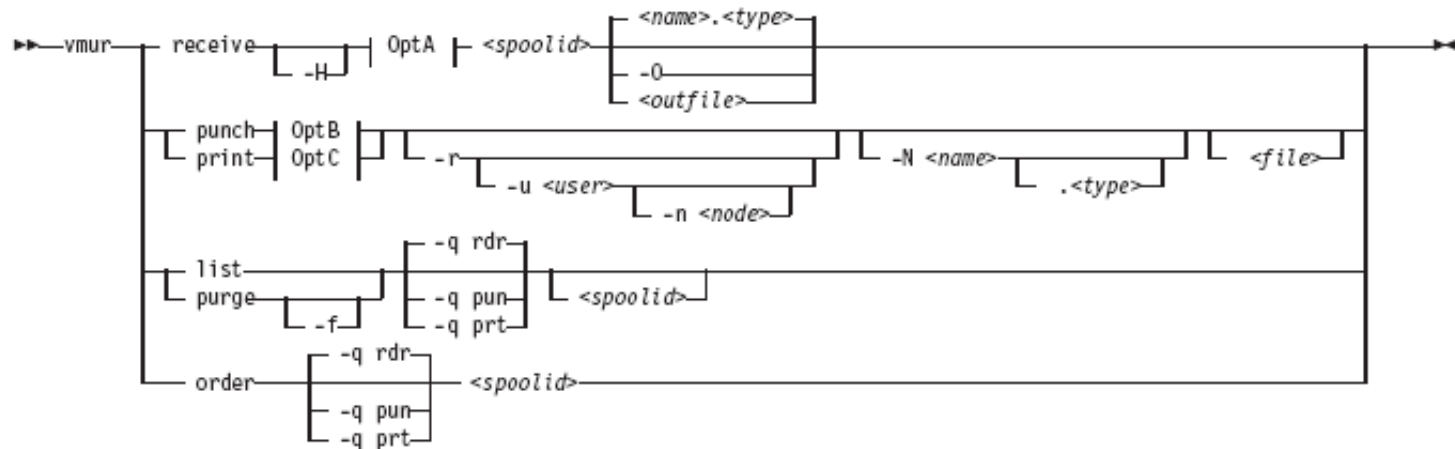 <name>.<type>
vmur receive OptA <spoolid>
-H -O
<outfile>
punch OptB
print OptC -r -N <name> <file>
-u <user> .<type>
-n <node>
-q rdr
list
purge -q pun <spoolid>
-f -q prt
-q rdr
order <spoolid>
-q pun
-q prt